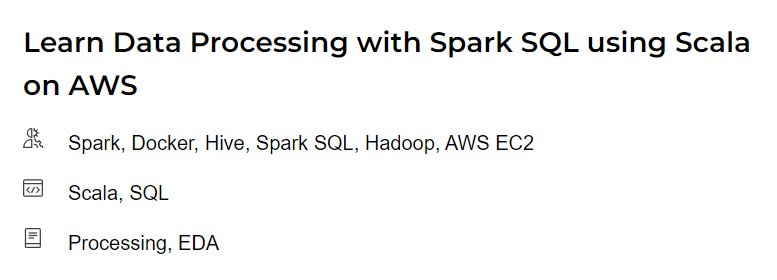 Learn Data Processing with Spark SQL using Scala
on AWS
Spark, Docker, Hive, Spark SQL, Hadoop, AWS EC2
Scala, SQL
Processing, EDA